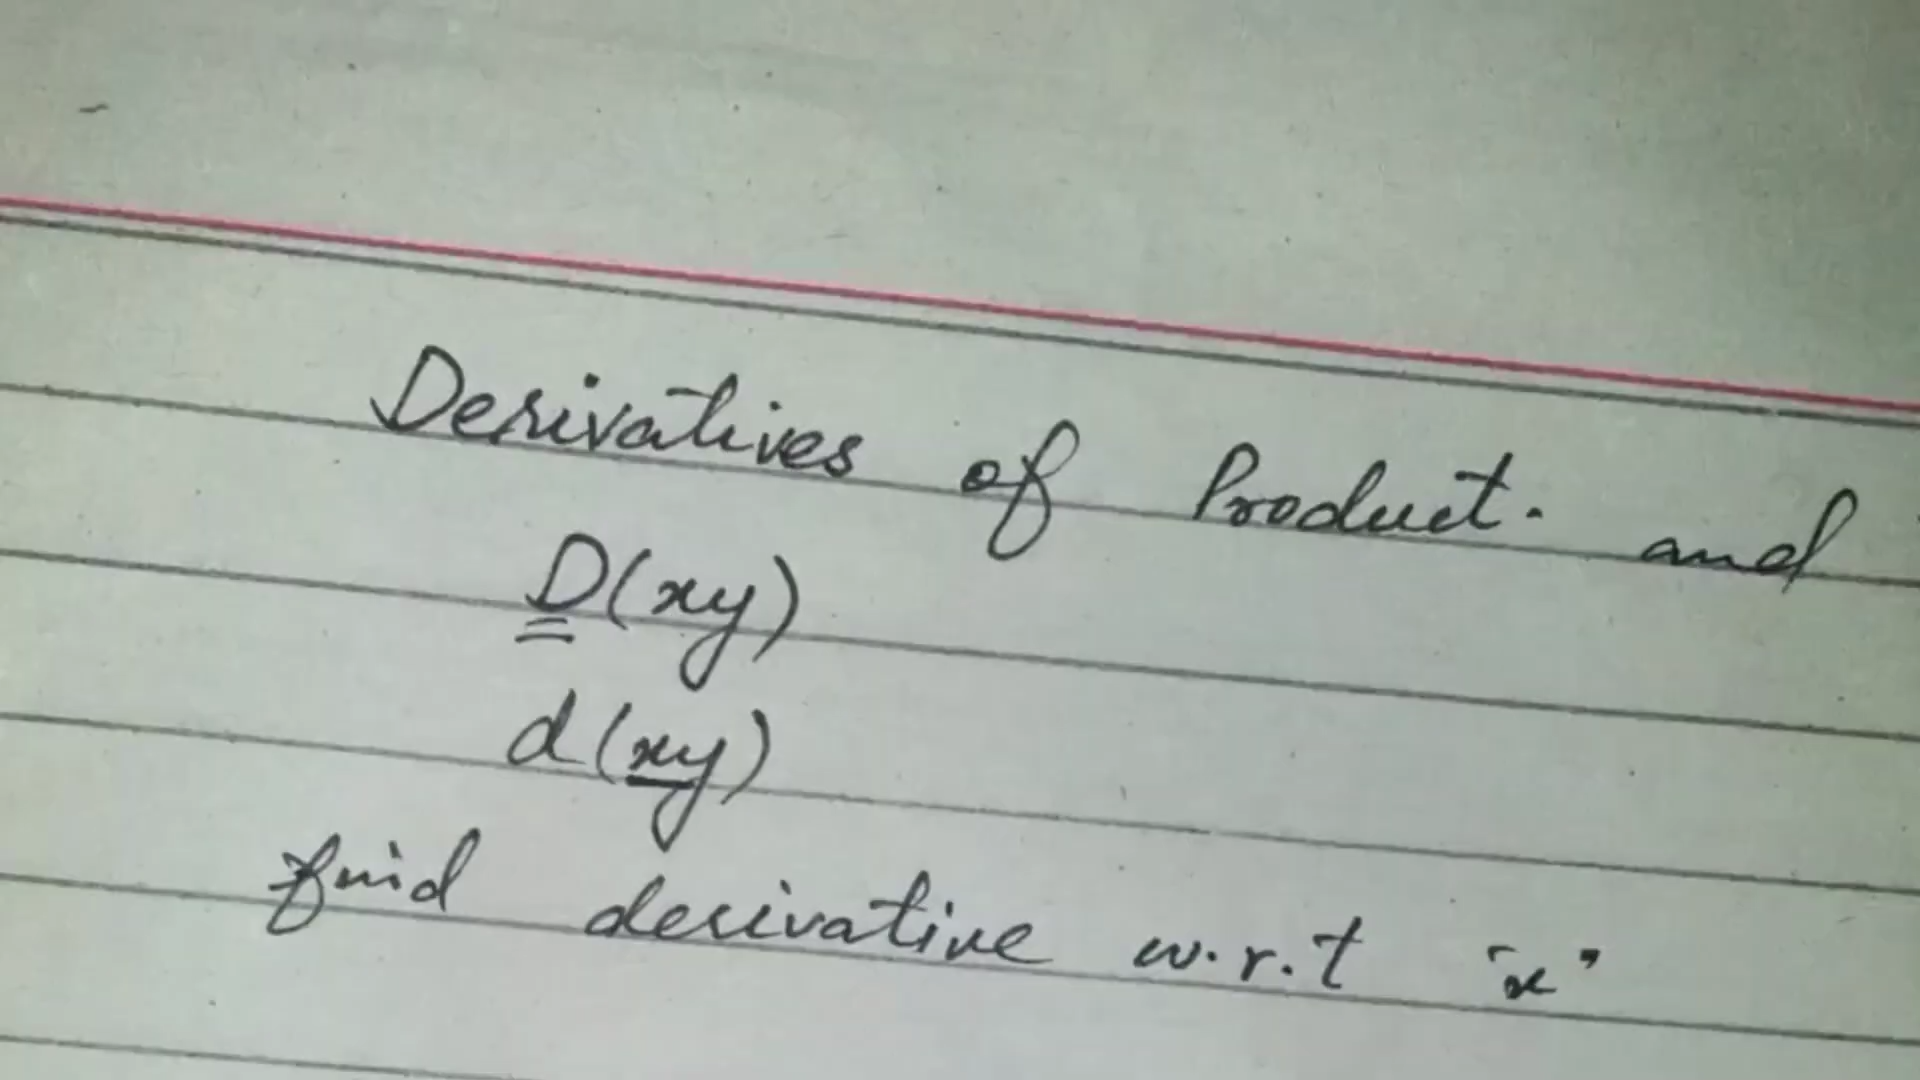 Derivatives of Product. and
D(xy)
d(xy)
find derivative w.r.t "x"